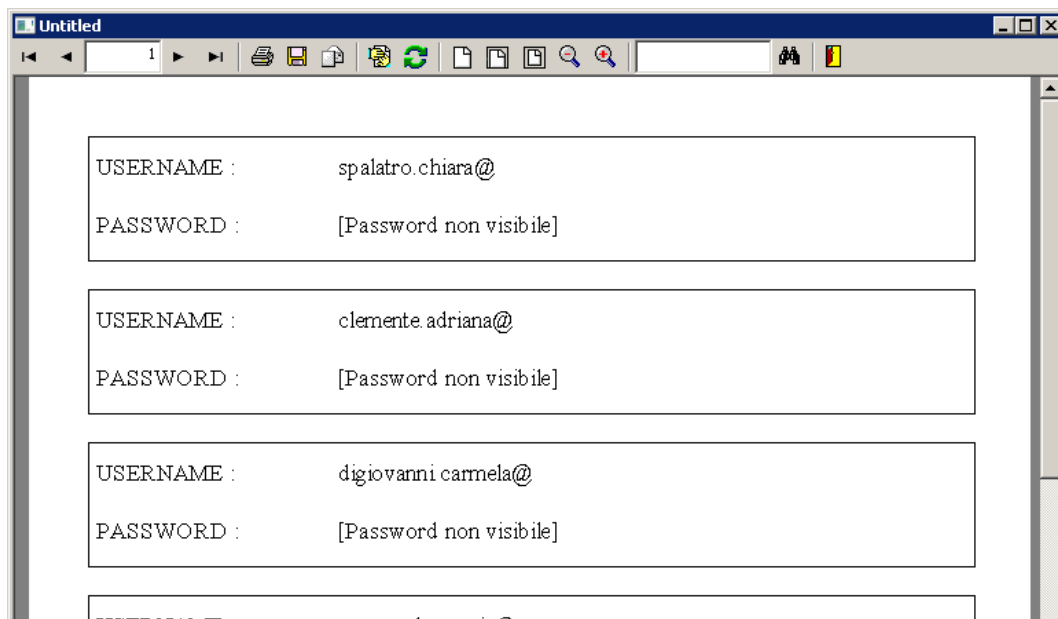 Untitled
1
USERNAME : spalatro.chiara@
PASSWORD : [Password non visibile]
USERNAME : clemente.adriana@
PASSWORD : [Password non visibile]
USERNAME : digiovanni.carmela@
PASSWORD : [Password non visibile]